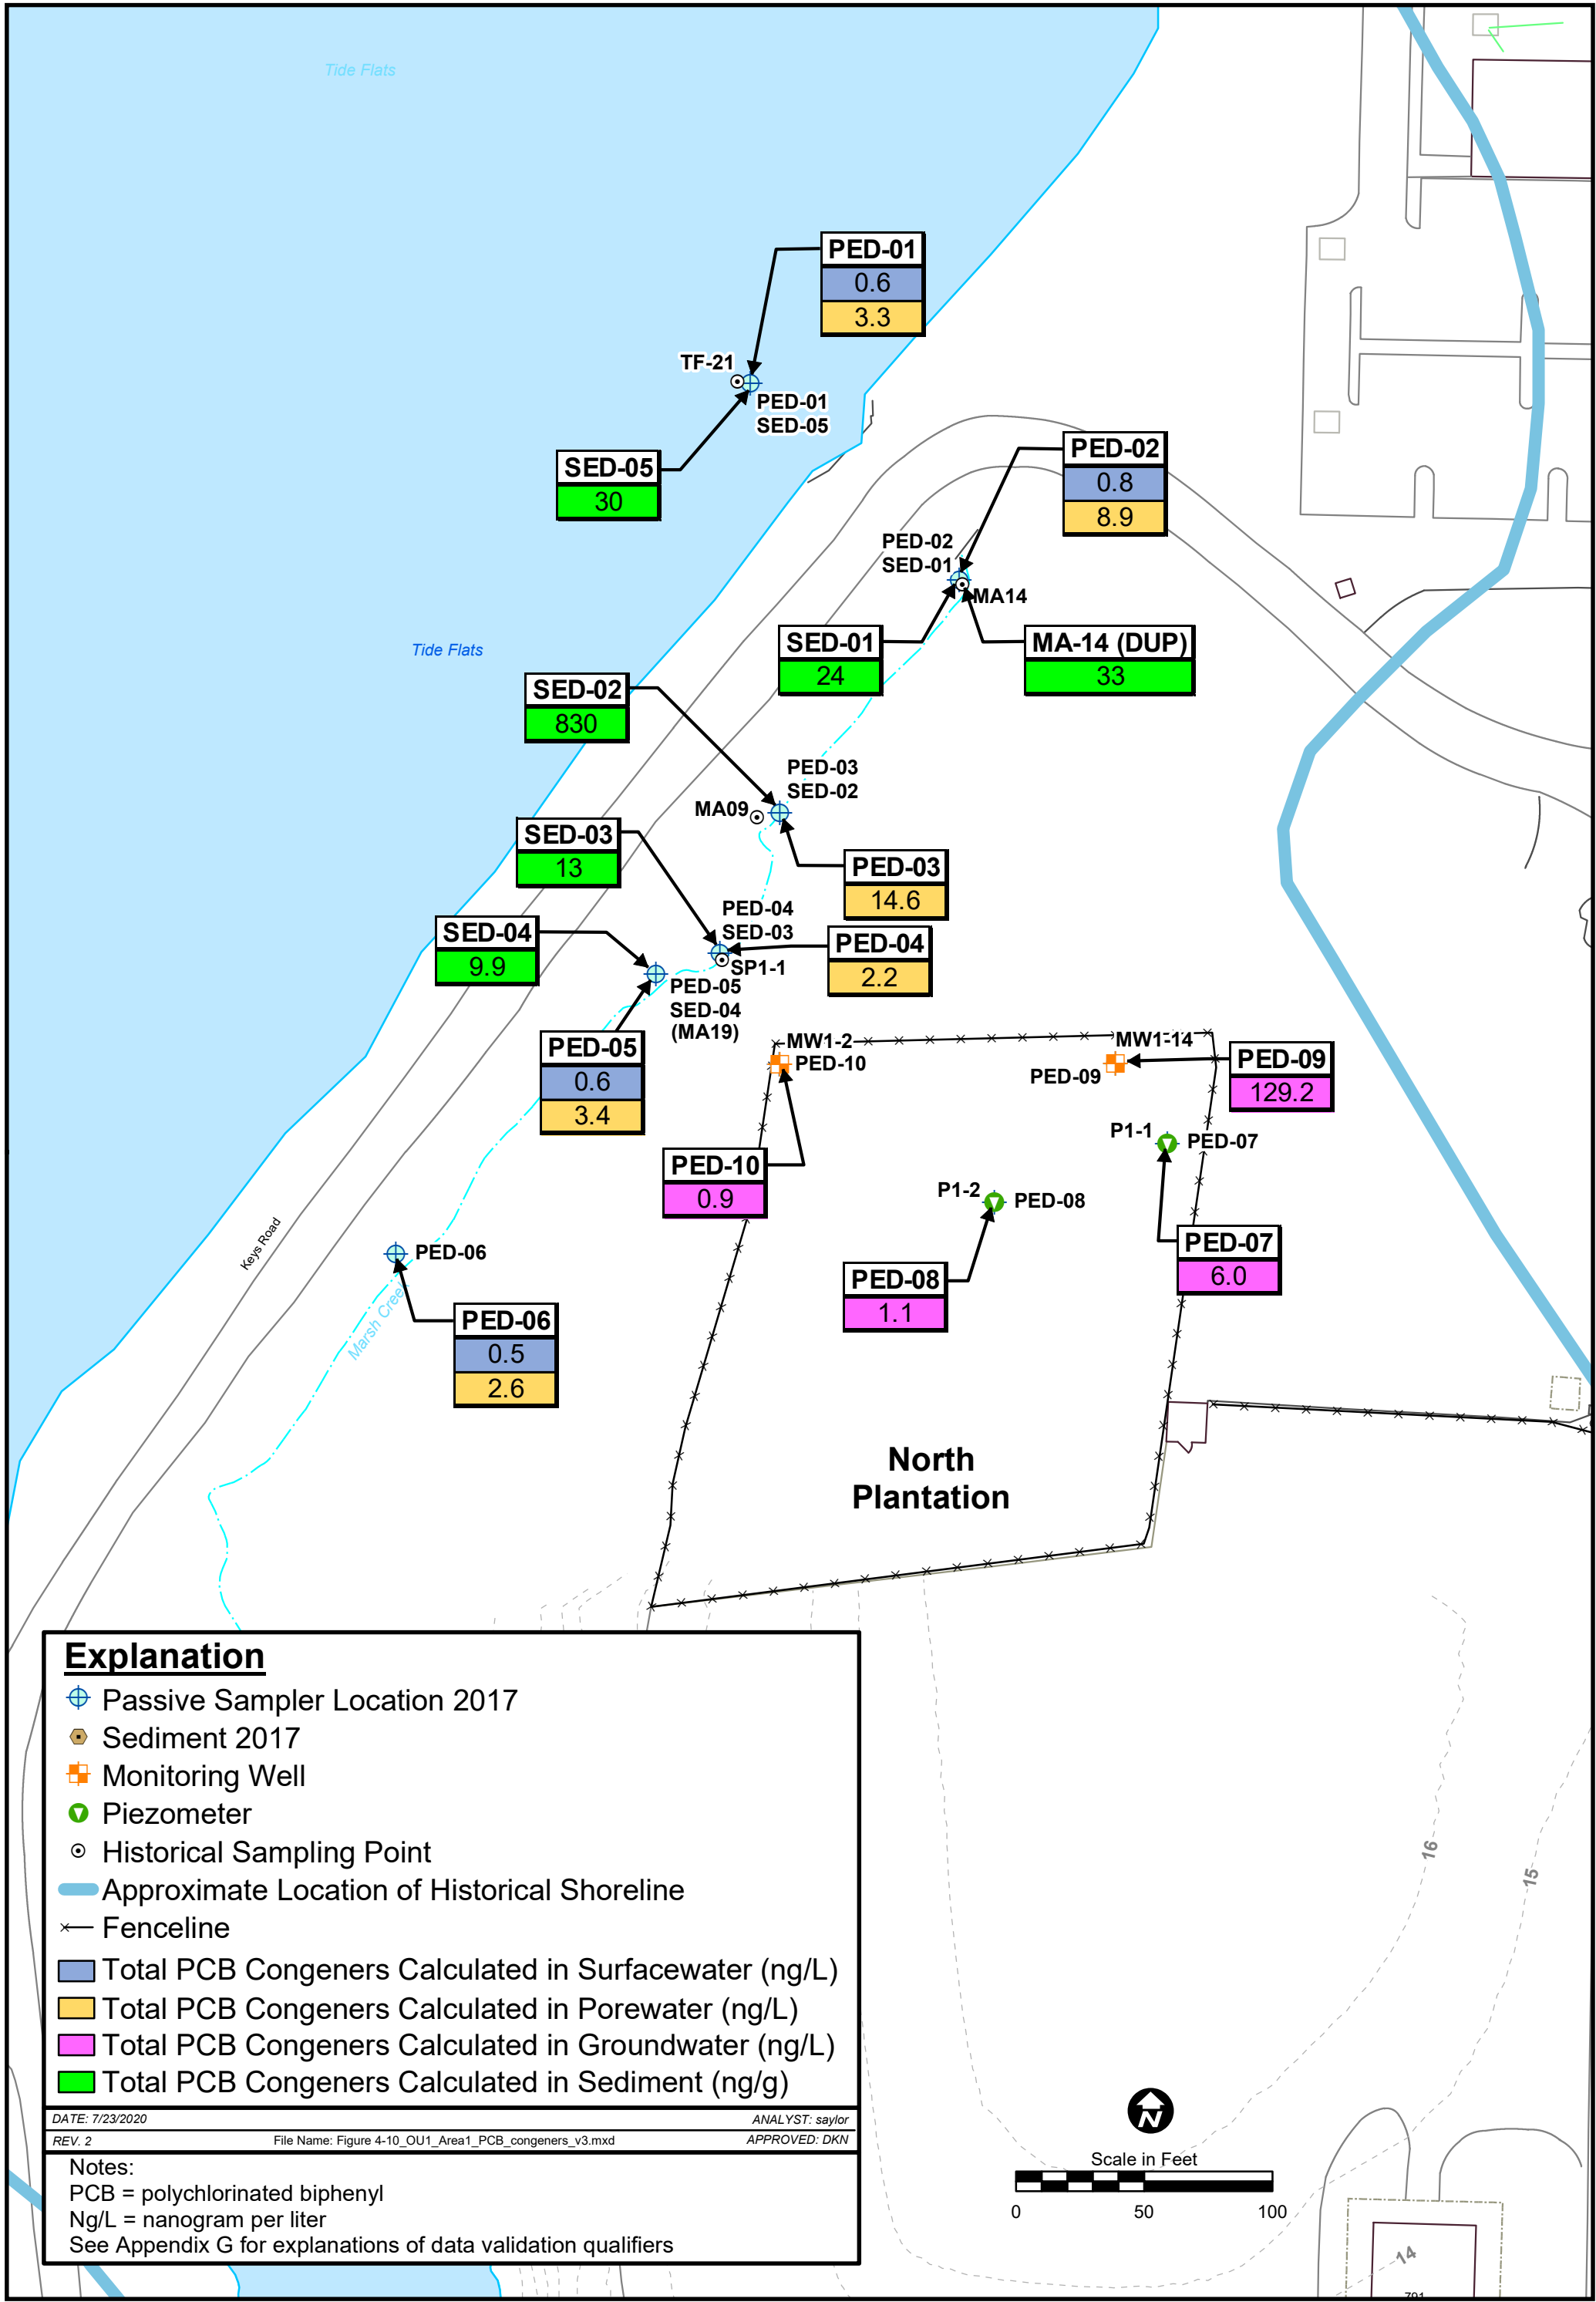 Tide Flats
PED-01
0.6
3.3
TF-21
PED-01
SED-05
SED-05
30
PED-02
0.8
8.9
PED-02
SED-01
MA14
SED-01
24
MA-14 (DUP)
33
Tide Flats
SED-02
830
PED-03
SED-02
MA09
SED-03
13
PED-03
14.6
PED-04
SED-03
SED-04
9.9
PED-04
2.2
SP1-1
PED-05
SED-04
(MA19)
PED-05
0.6
3.4
MW1-2
PED-10
MW1-14
PED-09
PED-09
129.2
P1-1
PED-07
PED-10
0.9
P1-2
PED-08
Keys Road
PED-06
PED-07
6.0
PED-08
1.1
Marsh Creek
PED-06
0.5
2.6
North
Plantation
Explanation
Passive Sampler Location 2017
Sediment 2017
Monitoring Well
Piezometer
Historical Sampling Point
Approximate Location of Historical Shoreline
Fenceline
Total PCB Congeners Calculated in Surfacewater (ng/L)
Total PCB Congeners Calculated in Porewater (ng/L)
Total PCB Congeners Calculated in Groundwater (ng/L)
Total PCB Congeners Calculated in Sediment (ng/g)
DATE: 7/23/2020
ANALYST: saylor
REV. 2
File Name: Figure 4-10_OU1_Area1_PCB_congeners_v3.mxd
APPROVED: DKN
Notes:
PCB = polychlorinated biphenyl
Ng/L = nanogram per liter
See Appendix G for explanations of data validation qualifiers
16
15
N
Scale in Feet
0 50 100
14